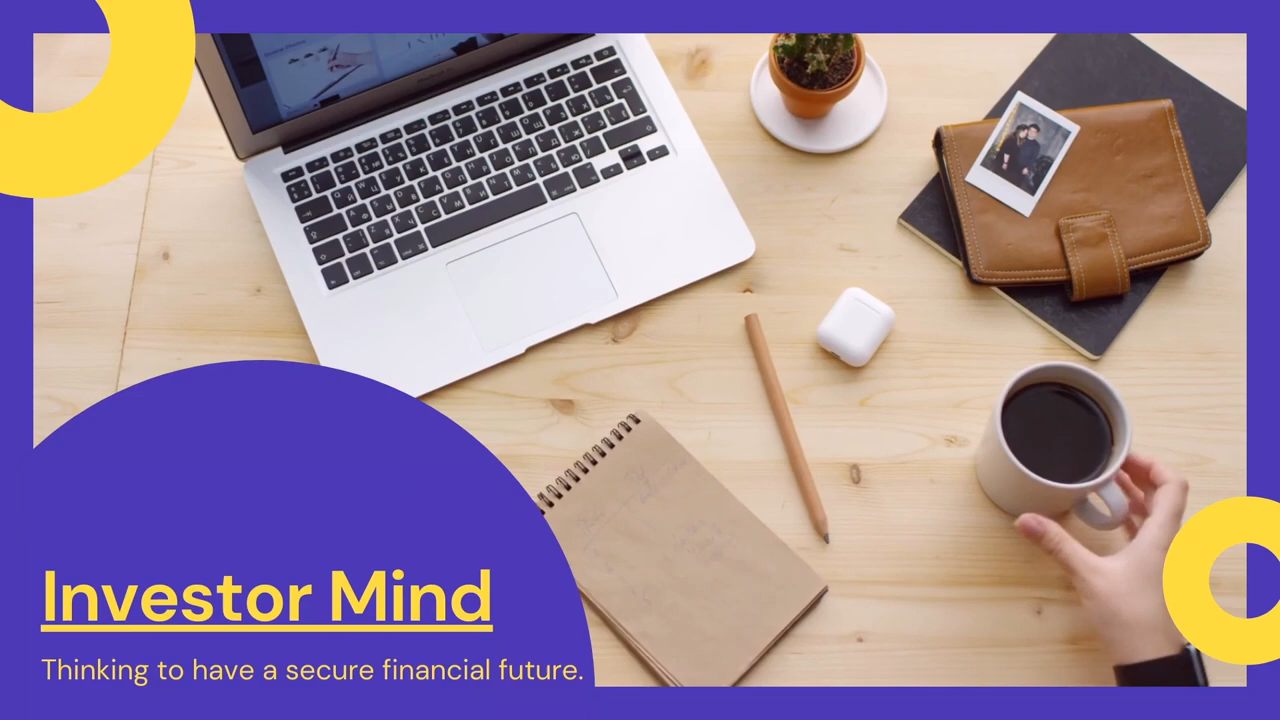 Investor Mind
Thinking to have a secure financial future.